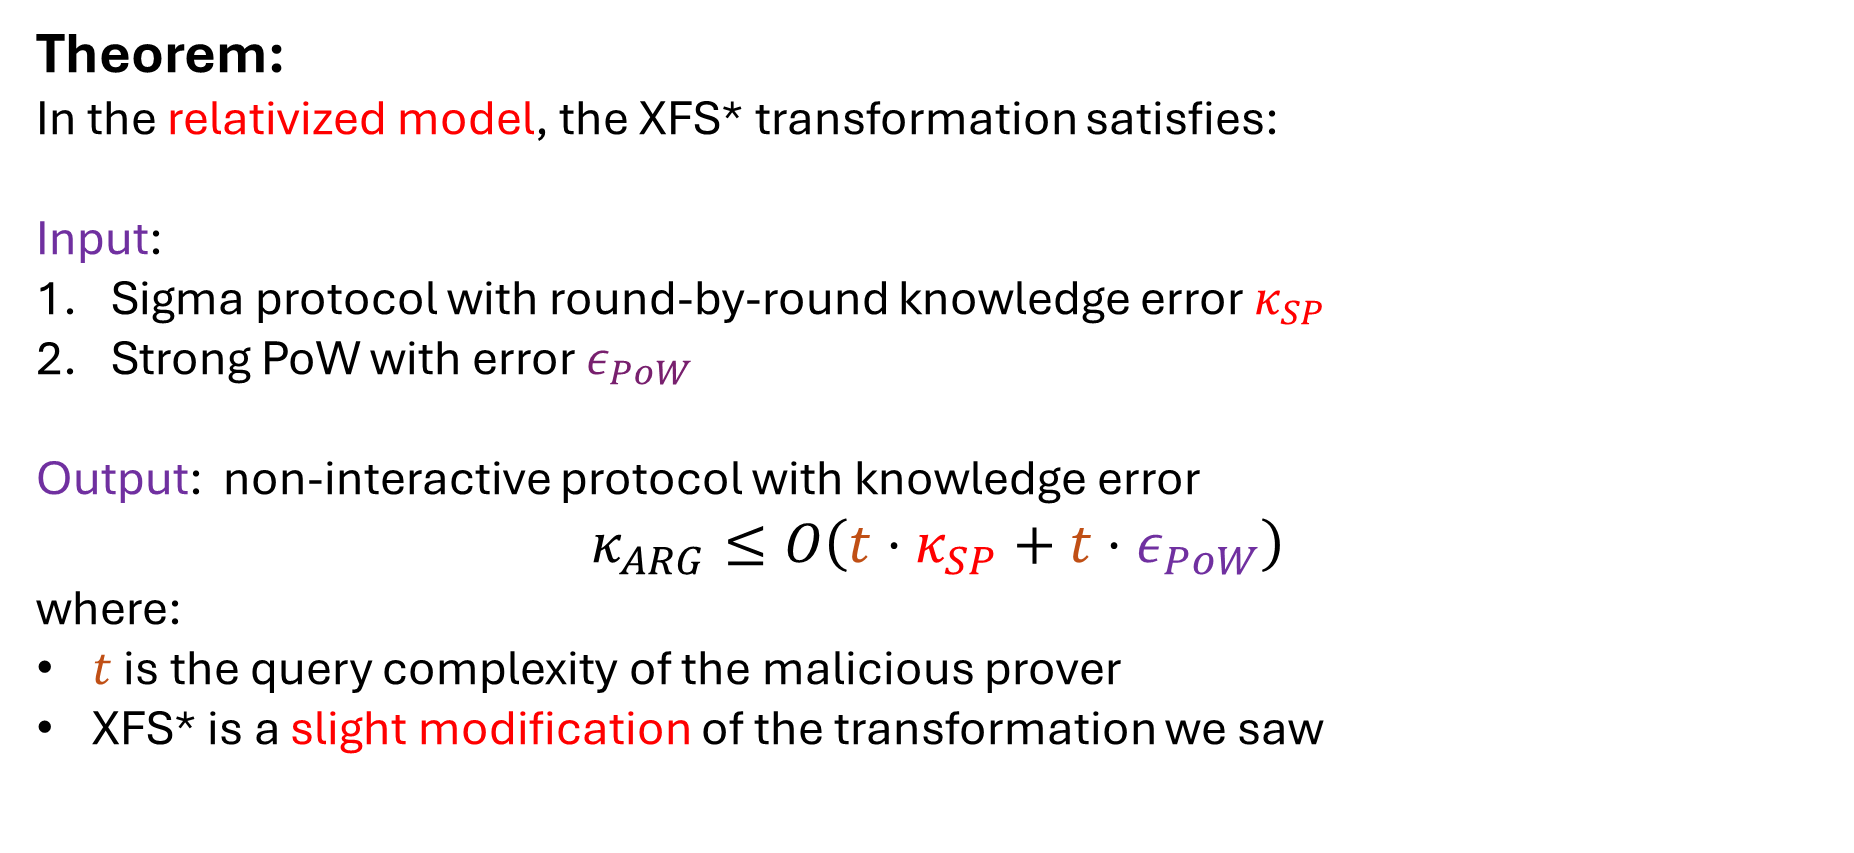 Theorem:
In the relativized model, the XFS* transformation satisfies:
Input:
1. Sigma protocol with round-by-round knowledge error κ_SP
2. Strong PoW with error ϵ_PoW
Output: non-interactive protocol with knowledge error
κ_ARG ≤ O(t · κ_SP + t · ϵ_PoW)
where:
• t is the query complexity of the malicious prover
• XFS* is a slight modification of the transformation we saw